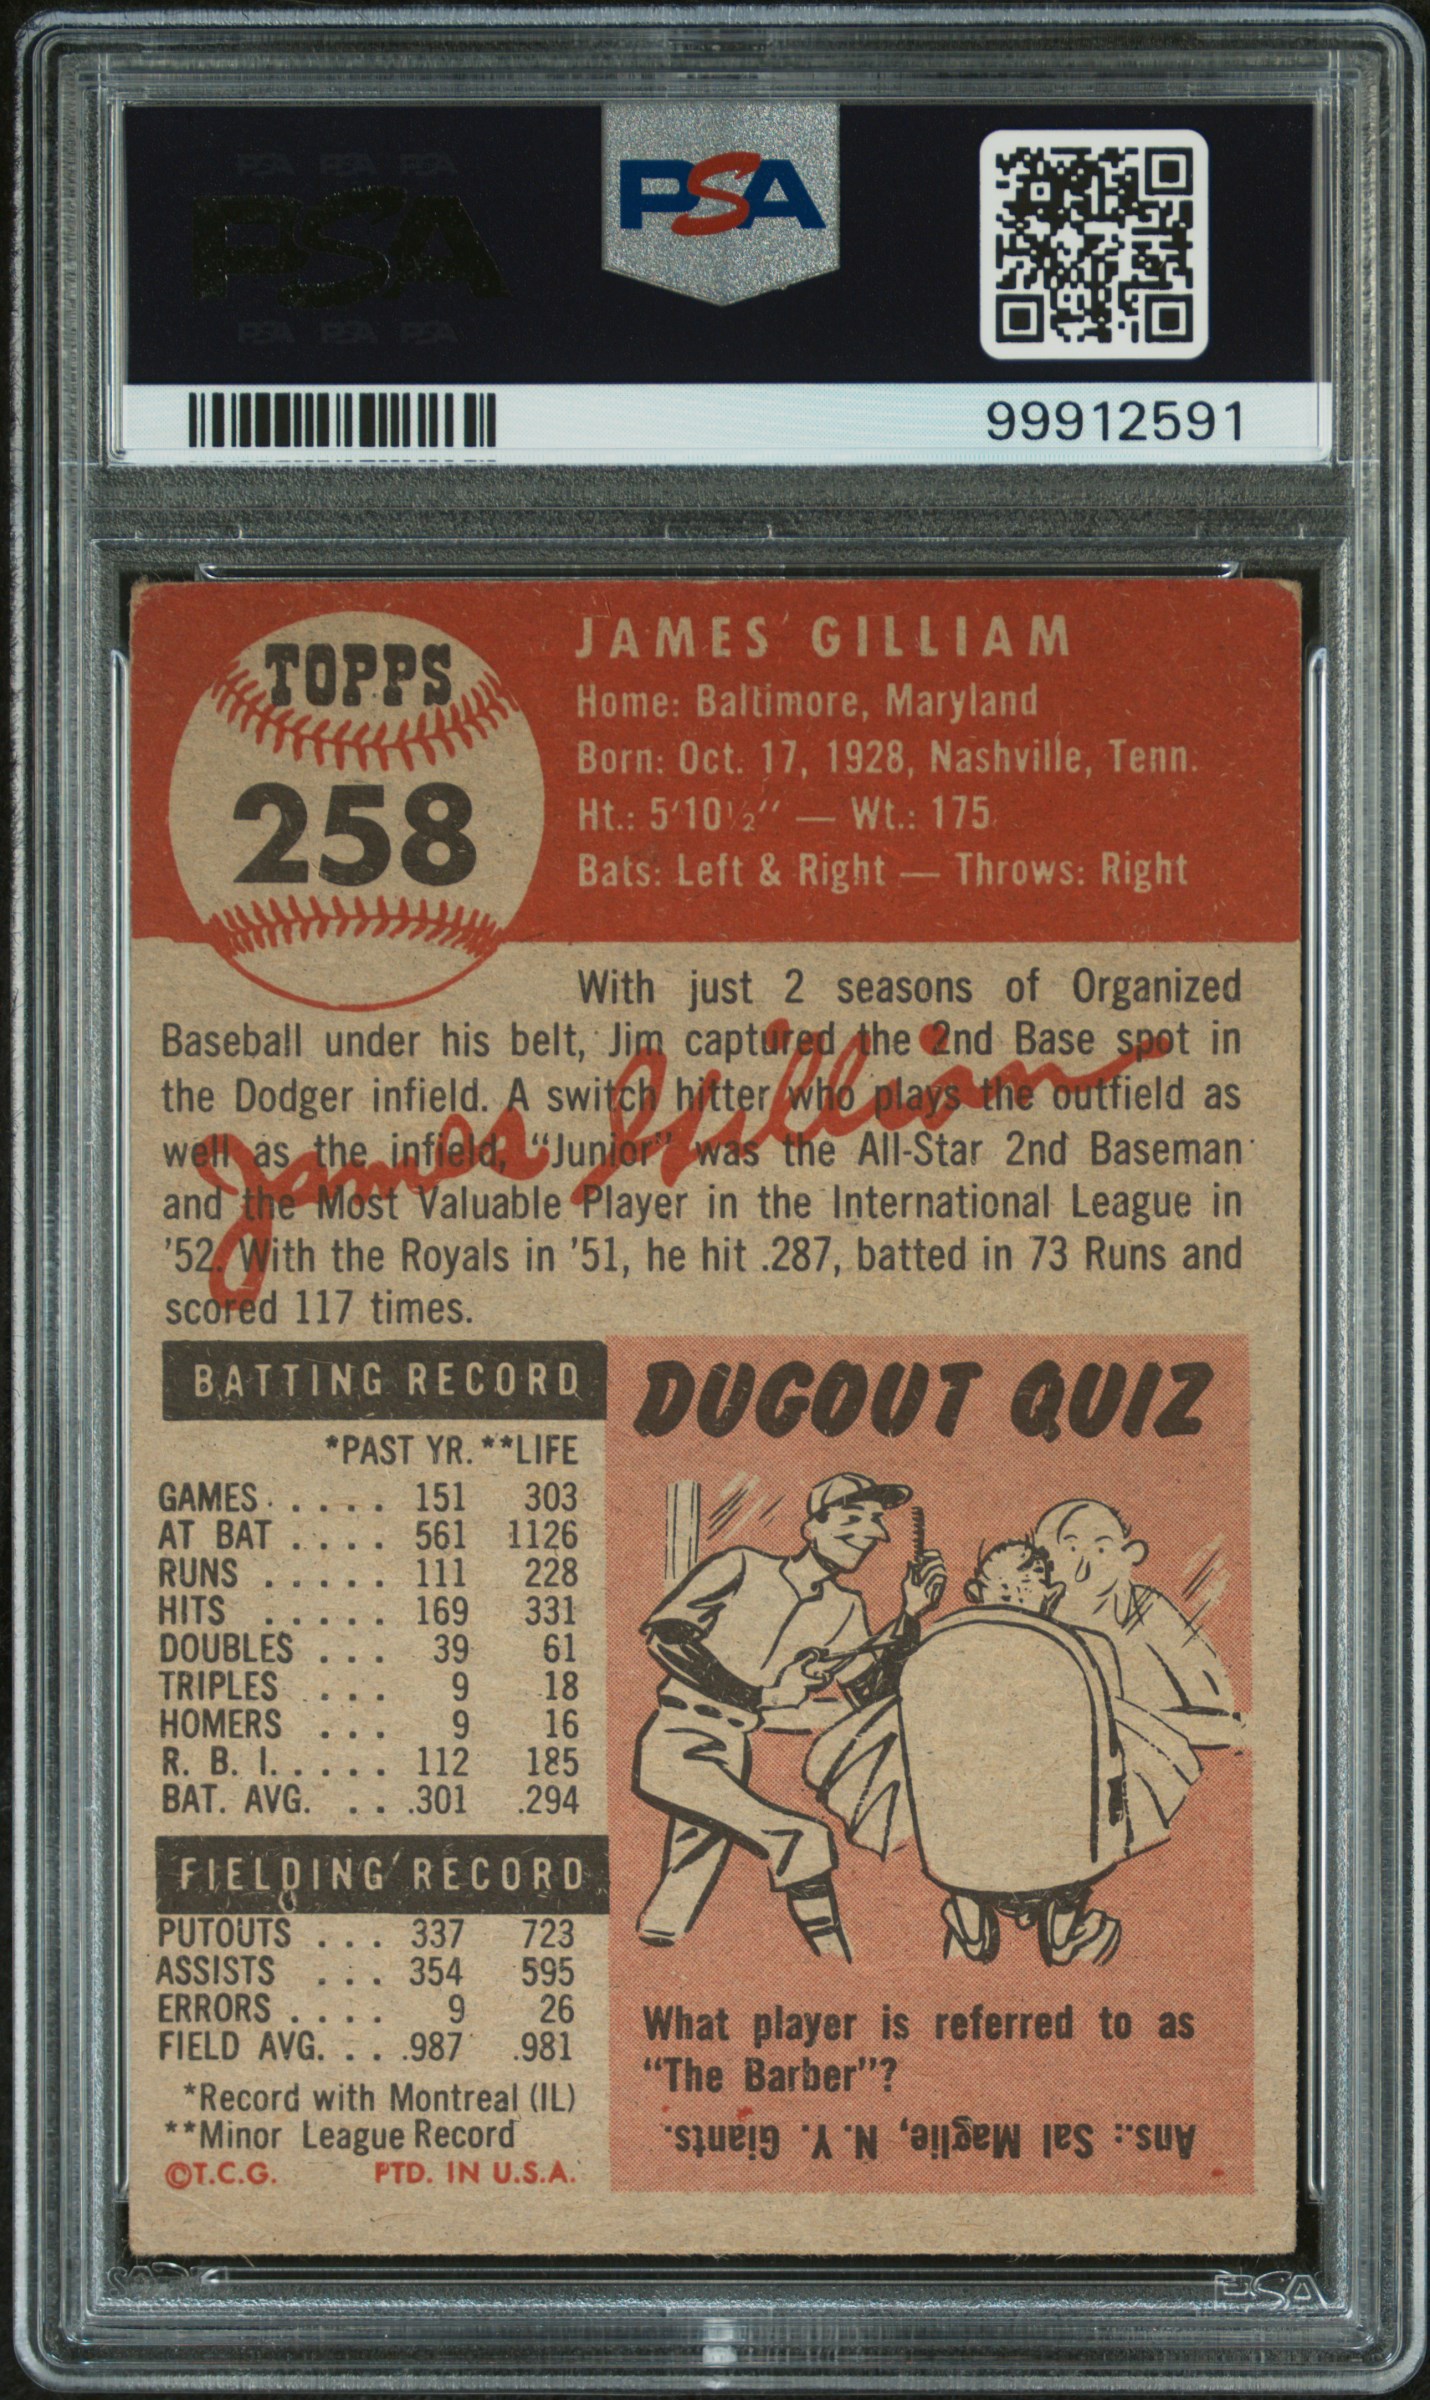 PSA PSA PSA
PSA
PSA PSA PSA
PSA
99912591
TOPPS
258
JAMES GILLIAM
Home: Baltimore, Maryland
Born: Oct. 17, 1928, Nashville, Tenn.
Ht.: 5'10½" — Wt.: 175
Bats: Left & Right — Throws: Right
With just 2 seasons of Organized
Baseball under his belt, Jim captured the 2nd Base spot in
the Dodger infield. A switch hitter who plays the outfield as
well as the infield, "Junior" was the All-Star 2nd Baseman
and the Most Valuable Player in the International League in
'52. With the Royals in '51, he hit .287, batted in 73 Runs and
scored 117 times.
James Gilliam
BATTING RECORD
*PAST YR. **LIFE
GAMES . . . . . 151 303
AT BAT . . . . 561 1126
RUNS . . . . . 111 228
HITS . . . . . 169 331
DOUBLES . . . 39 61
TRIPLES . . . 9 18
HOMERS . . . 9 16
R. B. I. . . . . . 112 185
BAT. AVG. . . . .301 .294
FIELDING RECORD
PUTOUTS . . . 337 723
ASSISTS . . . 354 595
ERRORS . . . . 9 26
FIELD AVG. . . . .987 .981
*Record with Montreal (IL)
**Minor League Record
©T.C.G. PTD. IN U.S.A.
DUGOUT QUIZ
What player is referred to as
"The Barber"?
Ans.: Sal Maglie, N. Y. Giants.
PSA